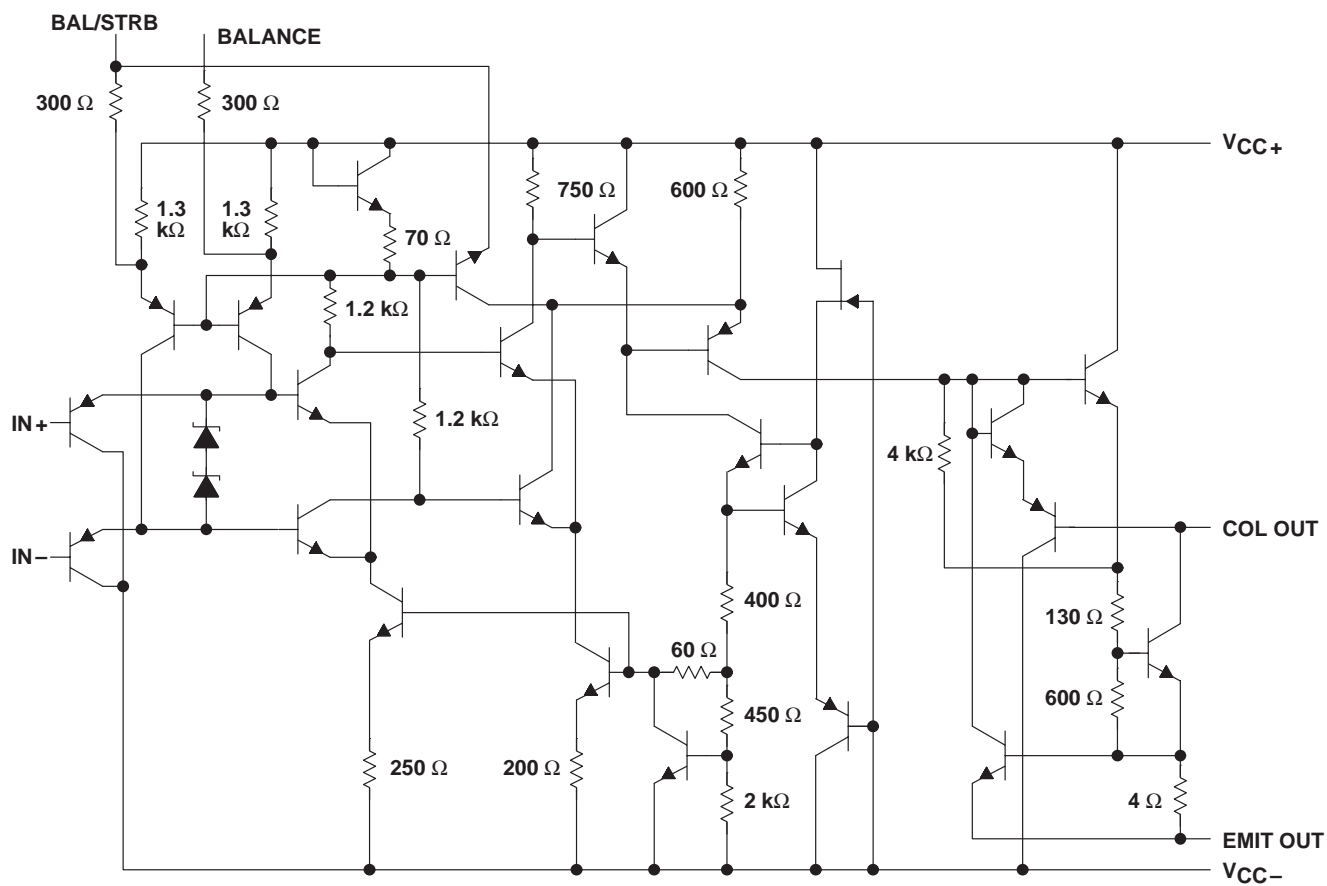 BAL/STRB
BALANCE
300 Ω
300 Ω
VCC+
750 Ω
600 Ω
1.3
kΩ
1.3
kΩ
70 Ω
1.2 kΩ
IN+
1.2 kΩ
4 kΩ
IN−
COL OUT
400 Ω
130 Ω
60 Ω
600 Ω
450 Ω
250 Ω
200 Ω
2 kΩ
4 Ω
EMIT OUT
VCC−